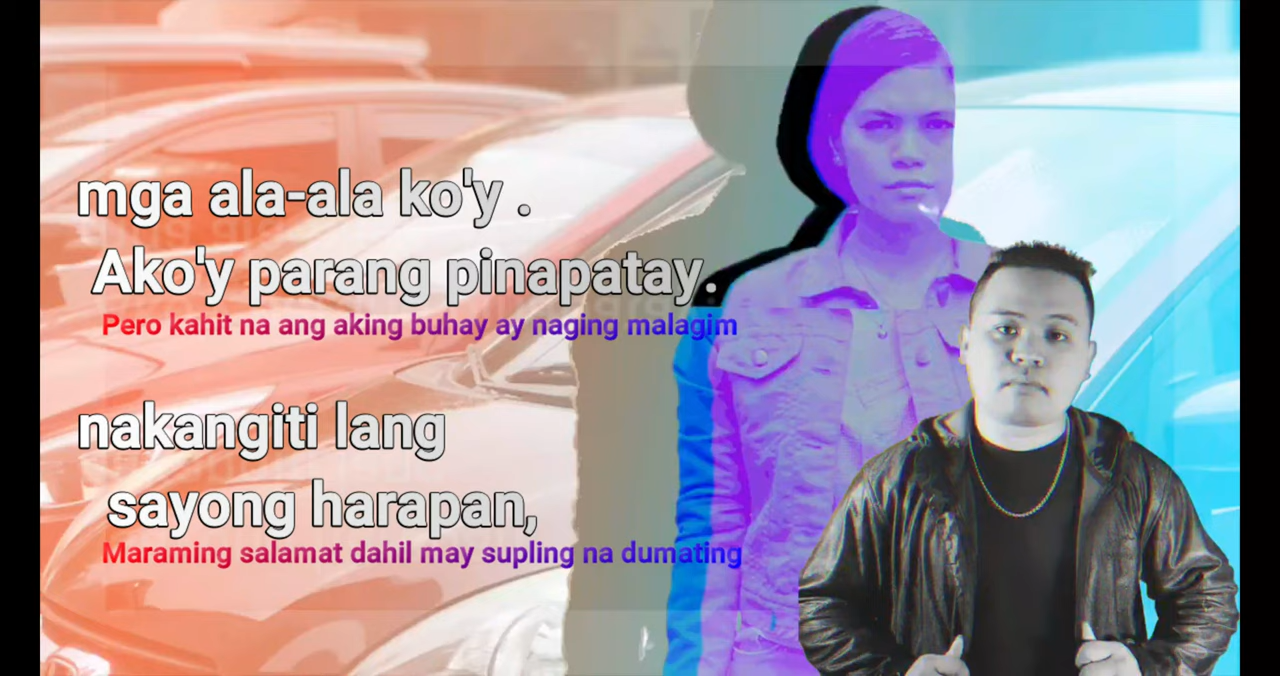 mga ala-ala ko'y .
Ako'y parang pinapatay.
Pero kahit na ang aking buhay ay naging malagim
nakangiti lang
sayong harapan,
Maraming salamat dahil may supling na dumating